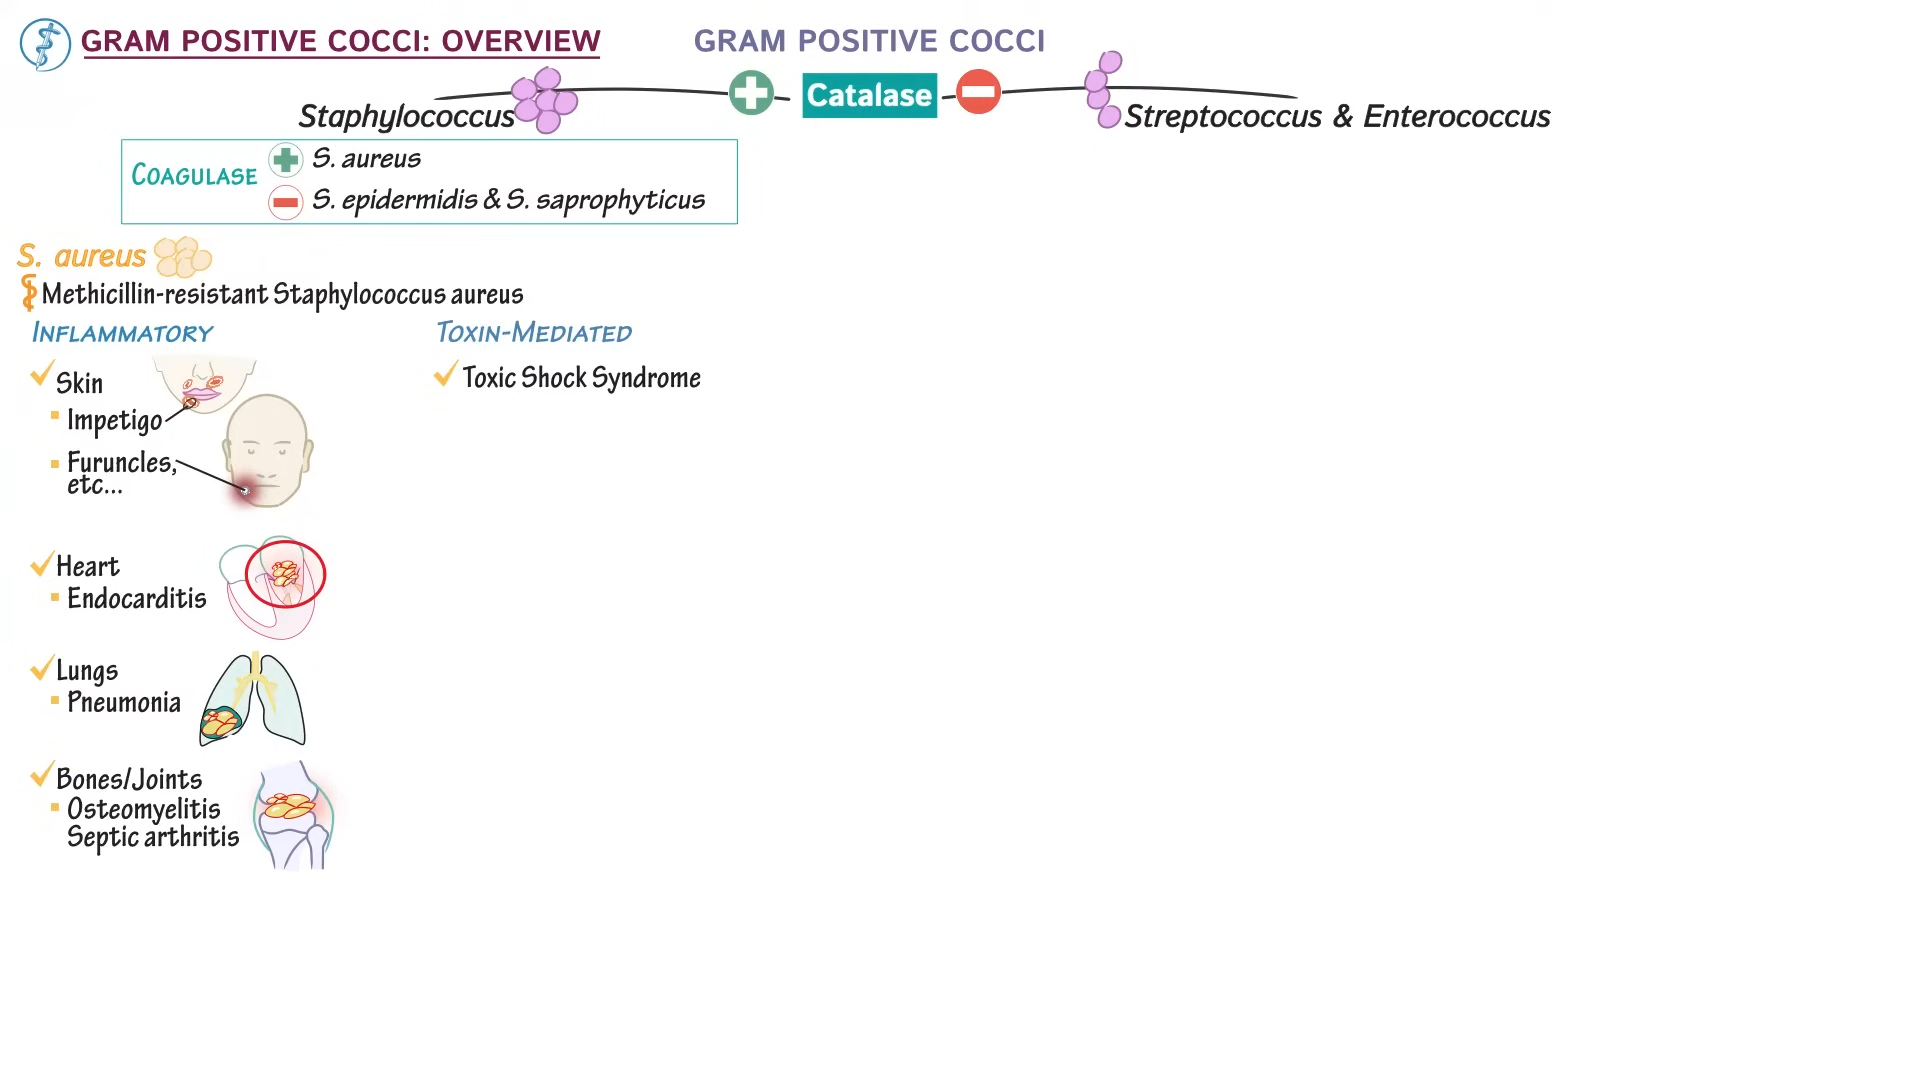 GRAM POSITIVE COCCI: OVERVIEW
GRAM POSITIVE COCCI
Catalase
Staphylococcus
Streptococcus & Enterococcus
COAGULASE
S. aureus
S. epidermidis & S. saprophyticus
S. aureus
Methicillin-resistant Staphylococcus aureus
INFLAMMATORY
Skin
Impetigo
Furuncles,
etc...
Heart
Endocarditis
Lungs
Pneumonia
Bones/Joints
Osteomyelitis
Septic arthritis
TOXIN-MEDIATED
Toxic Shock Syndrome